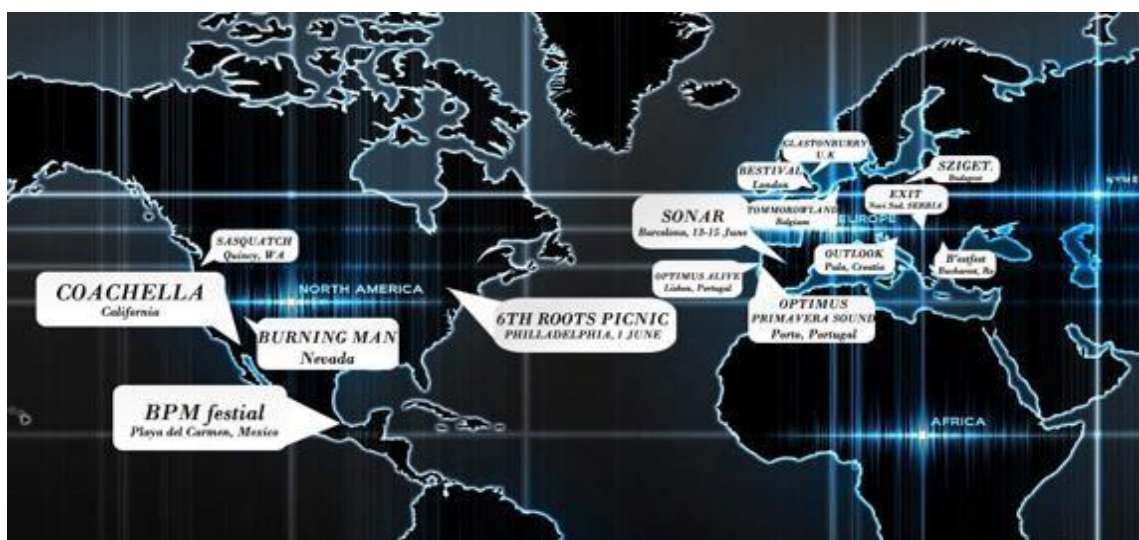 GLASTONBURRY
U.K
BESTIVAL
London
SZIGET,
Budapest
EXIT
Novi Sad, SERBIA
TOMMOROWLAND
Belgium
EUROPE
SONAR
Barcelona, 13-15 June
SASQUATCH
Quincy, WA
OUTLOOK
Pula, Croatia
B'estfest
Bucharest, Ro
OPTIMUS ALIVE
Lisbon, Portugal
COACHELLA
California
NORTH AMERICA
6TH ROOTS PICNIC
PHILLADELPHIA, 1 JUNE
OPTIMUS
PRIMAVERA SOUND
Porto, Portugal
BURNING MAN
Nevada
BPM festial
Playa del Carmen, Mexico
AFRICA